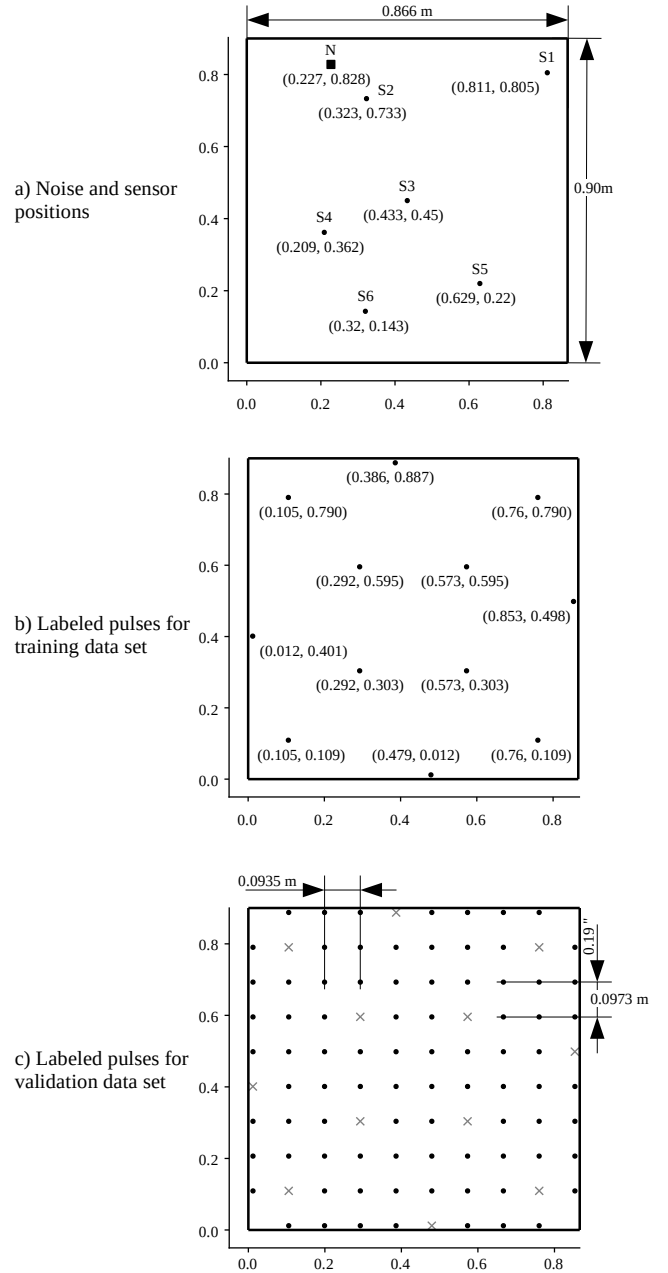 0.866 m
N
S1
0.8
(0.227, 0.828)
S2
(0.811, 0.805)
(0.323, 0.733)
0.6
a) Noise and sensor
positions
S3
0.90m
0.4
S4
(0.433, 0.45)
(0.209, 0.362)
S5
0.2
S6
(0.629, 0.22)
(0.32, 0.143)
0.0
0.0 0.2 0.4 0.6 0.8
(0.386, 0.887)
0.8
(0.105, 0.790) (0.76, 0.790)
0.6
(0.292, 0.595) (0.573, 0.595)
(0.853, 0.498)
b) Labeled pulses for
training data set
0.4
(0.012, 0.401)
(0.292, 0.303) (0.573, 0.303)
0.2
(0.105, 0.109) (0.479, 0.012) (0.76, 0.109)
0.0
0.0 0.2 0.4 0.6 0.8
0.0935 m
0.19 "
0.8
0.0973 m
0.6
c) Labeled pulses for
validation data set
0.4
0.2
0.0
0.0 0.2 0.4 0.6 0.8